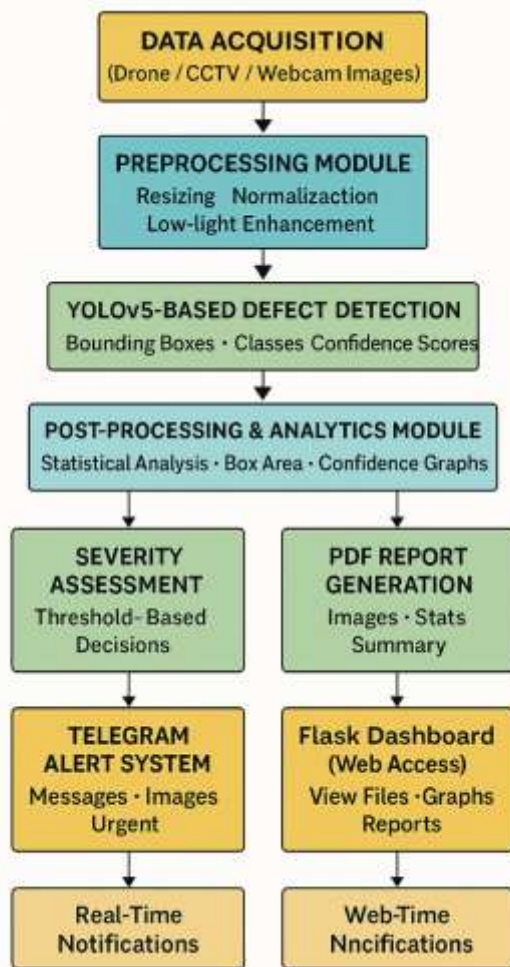 DATA ACQUISITION
(Drone / CCTV / Webcam Images)
PREPROCESSING MODULE
Resizing Normalizaction
Low-light Enhancement
YOLOv5-BASED DEFECT DETECTION
Bounding Boxes · Classes Confidence Scores
POST-PROCESSING & ANALYTICS MODULE
Statistical Analysis · Box Area · Confidence Graphs
SEVERITY
ASSESSMENT
Threshold-Based
Decisions
PDF REPORT
GENERATION
Images · Stats
Summary
TELEGRAM
ALERT SYSTEM
Messages · Images
Urgent
Flask Dashboard
(Web Access)
View Files · Graphs
Reports
Real-Time
Notifications
Web-Time
Nncifications